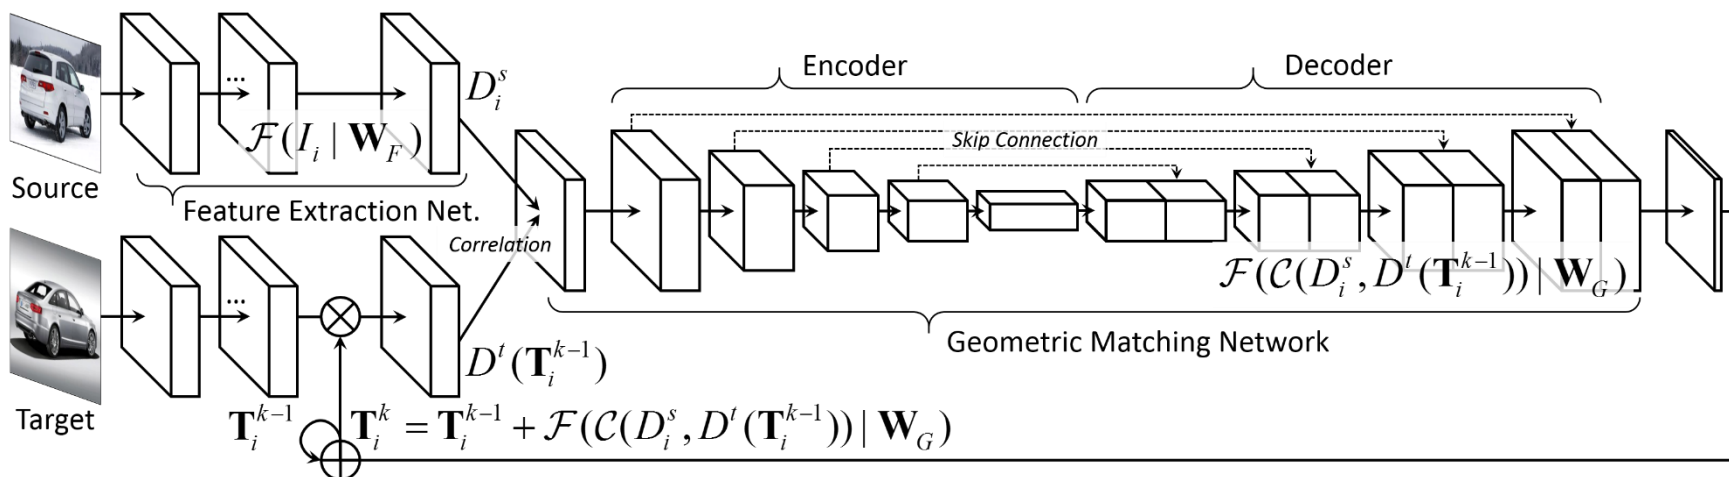 Source
...
𝓕(I_i | 𝐖_F)
D_i^s
Feature Extraction Net.
Encoder
Decoder
Skip Connection
Correlation
𝓕(𝓒(D_i^s, D^t(𝐓_i^{k−1})) | 𝐖_G)
Geometric Matching Network
Target
...
D^t(𝐓_i^{k−1})
𝐓_i^{k−1}
𝐓_i^k = 𝐓_i^{k−1} + 𝓕(𝓒(D_i^s, D^t(𝐓_i^{k−1})) | 𝐖_G)